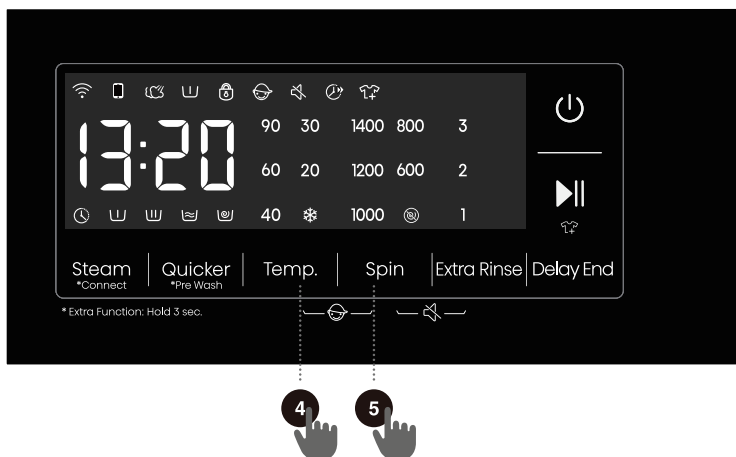 13:20
90 30 1400 800 3
60 20 1200 600 2
40 1000 1
Steam Quicker Temp. Spin Extra Rinse Delay End
*Connect *Pre Wash
* Extra Function: Hold 3 sec.
4 5